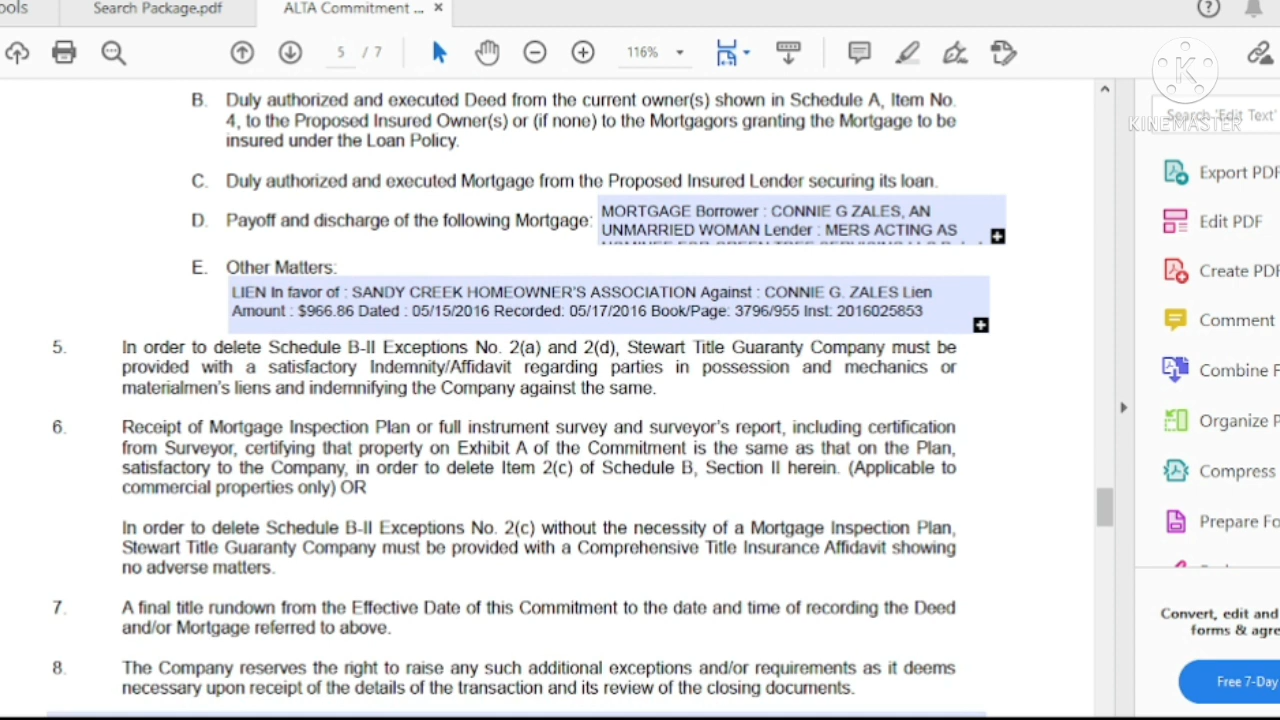 ools
Search Package.pdf
ALTA Commitment ... ×
5 / 7
116%
K
KINEMASTER
Search 'Edit Text'
B. Duly authorized and executed Deed from the current owner(s) shown in Schedule A, Item No.
4, to the Proposed Insured Owner(s) or (if none) to the Mortgagors granting the Mortgage to be
insured under the Loan Policy.
C. Duly authorized and executed Mortgage from the Proposed Insured Lender securing its loan.
D. Payoff and discharge of the following Mortgage:
MORTGAGE Borrower : CONNIE G ZALES, AN
UNMARRIED WOMAN Lender : MERS ACTING AS
E. Other Matters:
LIEN In favor of : SANDY CREEK HOMEOWNER'S ASSOCIATION Against : CONNIE G. ZALES Lien
Amount : $966.86 Dated : 05/15/2016 Recorded: 05/17/2016 Book/Page: 3796/955 Inst: 2016025853
5. In order to delete Schedule B-II Exceptions No. 2(a) and 2(d), Stewart Title Guaranty Company must be
provided with a satisfactory Indemnity/Affidavit regarding parties in possession and mechanics or
materialmen's liens and indemnifying the Company against the same.
6. Receipt of Mortgage Inspection Plan or full instrument survey and surveyor's report, including certification
from Surveyor, certifying that property on Exhibit A of the Commitment is the same as that on the Plan,
satisfactory to the Company, in order to delete Item 2(c) of Schedule B, Section II herein. (Applicable to
commercial properties only) OR
In order to delete Schedule B-II Exceptions No. 2(c) without the necessity of a Mortgage Inspection Plan,
Stewart Title Guaranty Company must be provided with a Comprehensive Title Insurance Affidavit showing
no adverse matters.
7. A final title rundown from the Effective Date of this Commitment to the date and time of recording the Deed
and/or Mortgage referred to above.
8. The Company reserves the right to raise any such additional exceptions and/or requirements as it deems
necessary upon receipt of the details of the transaction and its review of the closing documents.
Export PDF
Edit PDF
Create PDF
Comment
Combine F
Organize P
Compress
Prepare Fo
Convert, edit and
forms & agre
Free 7-Day